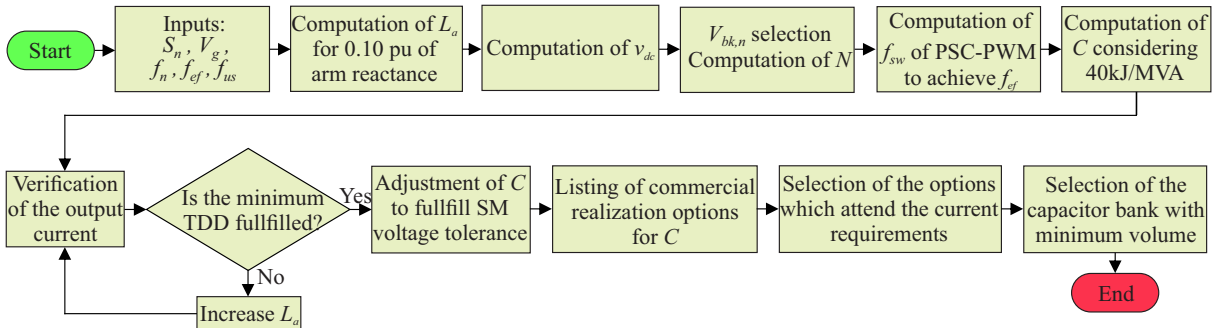 Start
Inputs:
S_n, V_g,
f_n, f_ef, f_us
Computation of L_a
for 0.10 pu of
arm reactance
Computation of v_dc
V_bk,n selection
Computation of N
Computation of
f_sw of PSC-PWM
to achieve f_ef
Computation of
C considering
40kJ/MVA
Verification
of the output
current
Is the minimum
TDD fullfilled?
Yes
No
Increase L_a
Adjustment of C
to fullfill SM
voltage tolerance
Listing of commercial
realization options
for C
Selection of the options
which attend the current
requirements
Selection of the
capacitor bank with
minimum volume
End